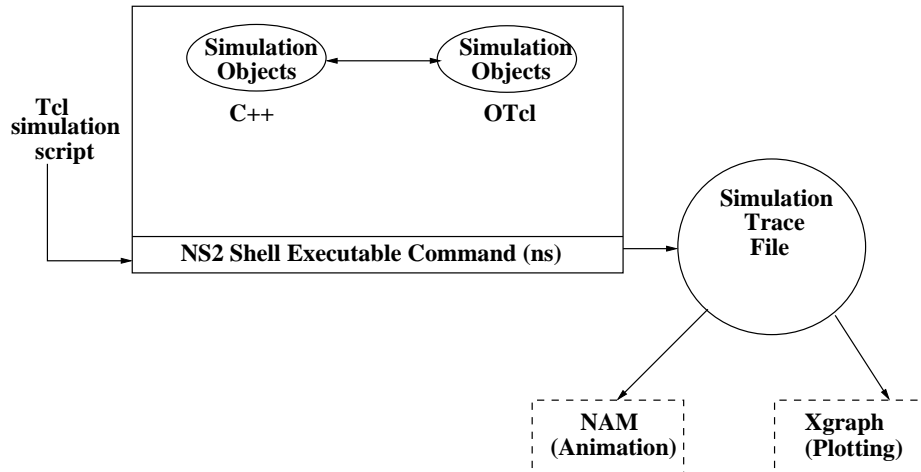 Simulation
Objects
Simulation
Objects
C++
OTcl
Tcl
simulation
script
Simulation
Trace
File
NS2 Shell Executable Command (ns)
NAM
(Animation)
Xgraph
(Plotting)